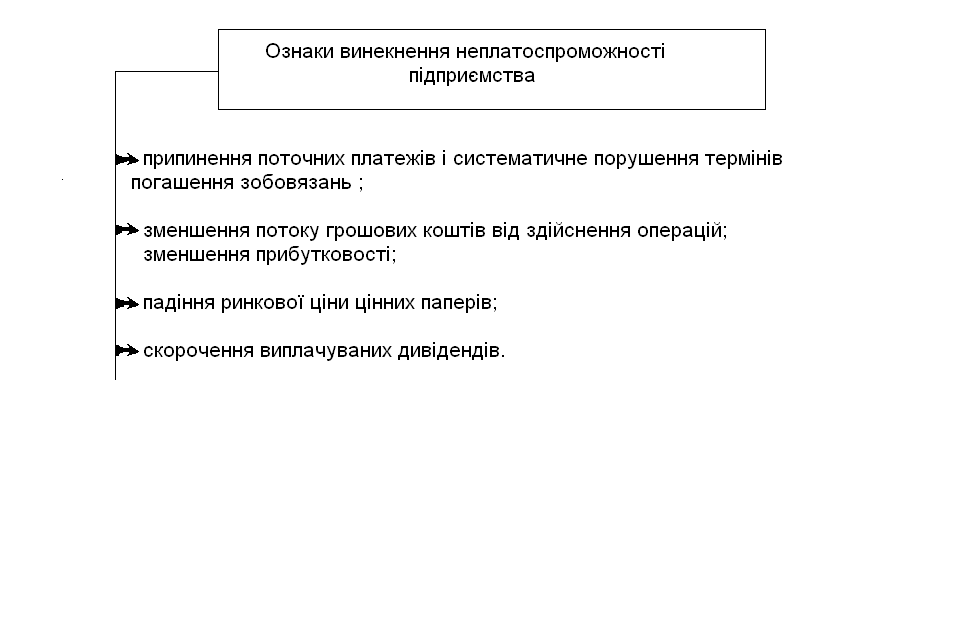 Ознаки винекнення неплатоспроможності
підприємства
припинення поточних платежів і систематичне порушення термінів
погашення зобовязань ;
зменшення потоку грошових коштів від здійснення операцій;
зменшення прибутковості;
падіння ринкової ціни цінних паперів;
скорочення виплачуваних дивідендів.